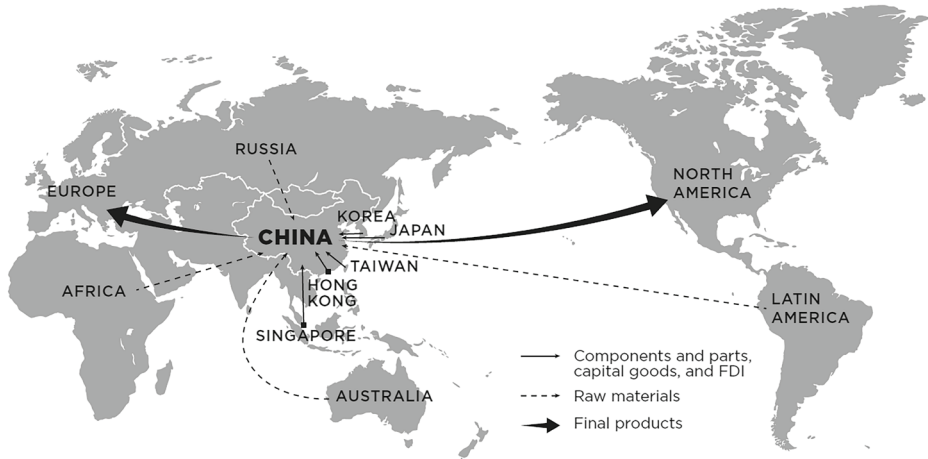 RUSSIA
EUROPE
NORTH
AMERICA
KOREA
JAPAN
CHINA
TAIWAN
AFRICA
HONG
KONG
LATIN
AMERICA
SINGAPORE
AUSTRALIA
Components and parts,
capital goods, and FDI
Raw materials
Final products